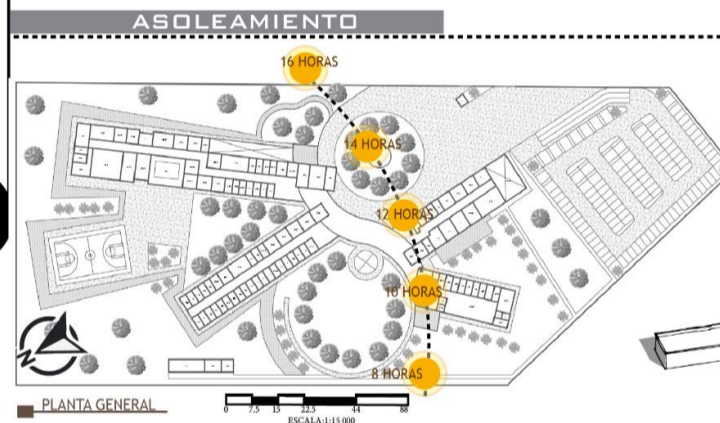 ASOLEAMIENTO
16 HORAS
14 HORAS
12 HORAS
10 HORAS
8 HORAS
N
PLANTA GENERAL
0 7.5 15 22.5 44 88
ESCALA:1:15 000